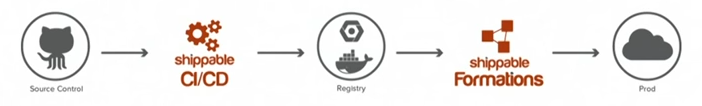 Source Control
shippable
CI/CD
Registry
shippable
Formations
Prod